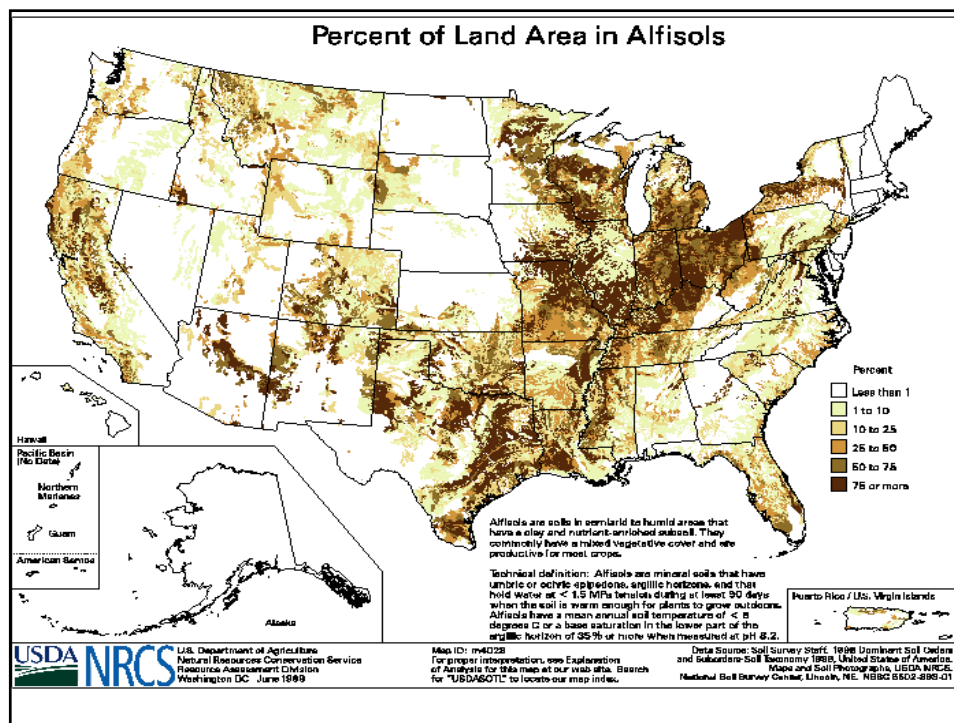 Percent of Land Area in Alfisols
Percent
Less than 1
1 to 10
10 to 25
25 to 50
50 to 75
75 or more
Hawaii
Pacific Basin
(No Data)
Northern
Marianas
Guam
American Samoa
Alaska
Alfisols are soils in semiarid to humid areas that
have a clay and nutrient-enriched subsoil. They
commonly have a mixed vegetative cover and are
productive for most crops.
Technical definition: Alfisols are mineral soils that have
umbric or ochric epipedons, argillic horizons, and that
hold water at < 1.5 MPa tension during at least 90 days
when the soil is warm enough for plants to grow outdoors.
Alfisols have a mean annual soil temperature of < 8
degrees C or a base saturation in the lower part of the
argillic horizon of 35% or more when measured at pH 8.2.
Puerto Rico / U.S. Virgin Islands
USDA NRCS
U.S. Department of Agriculture
Natural Resources Conservation Service
Resource Assessment Division
Washington DC June 1999
Map ID: m4028
For proper interpretation, see Explanation
of Analysis for this map at our web site. Search
for "USDASOTL" to locate our map index.
Data Source: Soil Survey Staff. 1998 Dominant Soil Orders
and Suborders-Soil Taxonomy 1998, United States of America.
Maps and Soil Photographs, USDA NRCS.
National Soil Survey Center, Lincoln, NE.